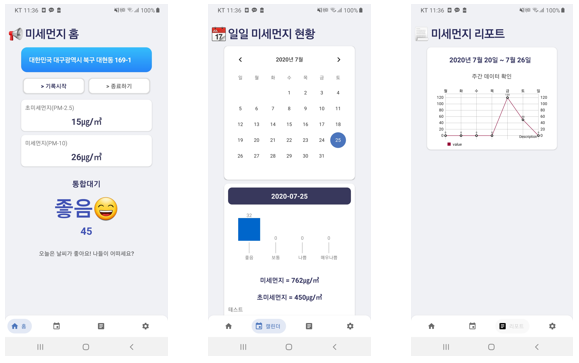 KT 11:36
100%
미세먼지 홈
대한민국 대구광역시 북구 대현동 169-1
> 기록시작
> 종료하기
초미세먼지(PM-2.5)
15㎍/㎥
미세먼지(PM-10)
26㎍/㎥
통합대기
좋음
45
오늘은 날씨가 좋아요! 나들이 어떠세요?
홈
KT 11:36
100%
일일 미세먼지 현황
< 2020년 7월 >
일 월 화 수 목 금 토
1 2 3 4
5 6 7 8 9 10 11
12 13 14 15 16 17 18
19 20 21 22 23 24 25
26 27 28 29 30 31
2020-07-25
32 0 0 0
좋음 보통 나쁨 매우나쁨
미세먼지 = 762㎍/㎥
초미세먼지 = 450㎍/㎥
테스트
캘린더
KT 11:36
100%
미세먼지 리포트
2020년 7월 20일 ~ 7월 26일
주간 데이터 확인
월 화 수 목 금 토 일
120 120
100 100
80 80
60 60
40 40
20 20
0 0
Description
value
리포트